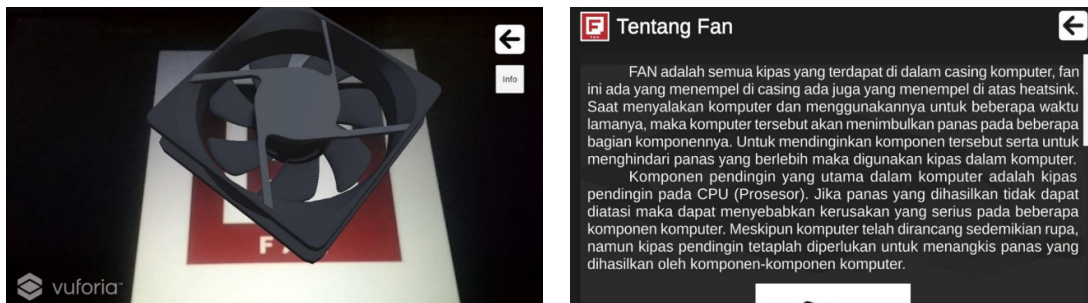 Info
F
FA
vuforia™
F
FAN
Tentang Fan
FAN adalah semua kipas yang terdapat di dalam casing komputer, fan
ini ada yang menempel di casing ada juga yang menempel di atas heatsink.
Saat menyalakan komputer dan menggunakannya untuk beberapa waktu
lamanya, maka komputer tersebut akan menimbulkan panas pada beberapa
bagian komponennya. Untuk mendinginkan komponen tersebut serta untuk
menghindari panas yang berlebih maka digunakan kipas dalam komputer.
Komponen pendingin yang utama dalam komputer adalah kipas
pendingin pada CPU (Prosesor). Jika panas yang dihasilkan tidak dapat
diatasi maka dapat menyebabkan kerusakan yang serius pada beberapa
komponen komputer. Meskipun komputer telah dirancang sedemikian rupa,
namun kipas pendingin tetaplah diperlukan untuk menangkis panas yang
dihasilkan oleh komponen-komponen komputer.